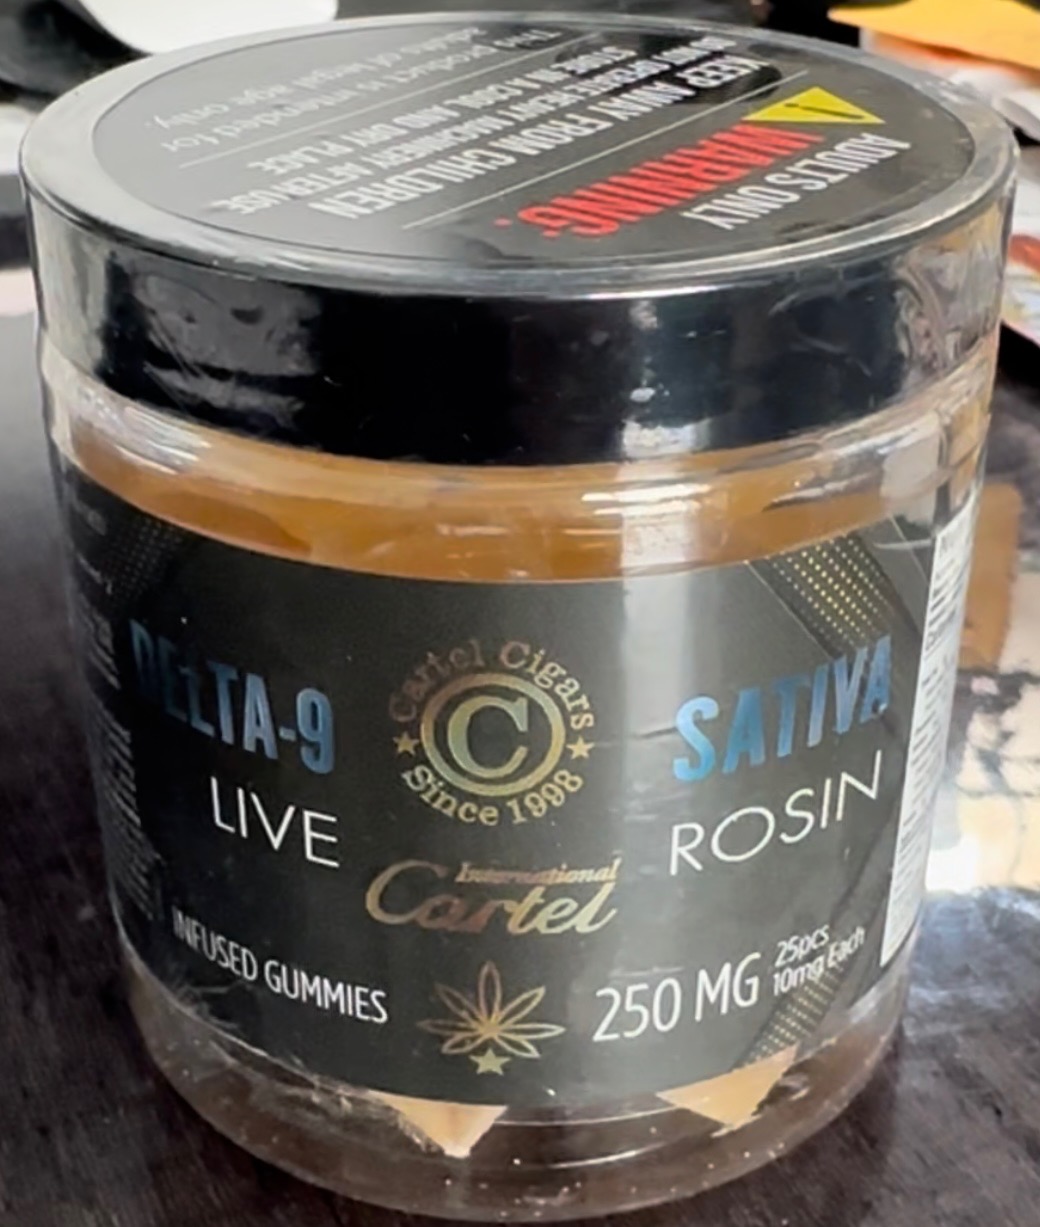 ADULTS ONLY
WARNING:
KEEP AWAY FROM CHILDREN
DON'T OPERATE HEAVY MACHINERY AFTER USE
STORE IN A COOL AND DRY PLACE
This product is intended for
adults of legal age only.
DELTA-9
LIVE
INFUSED GUMMIES
Cartel Cigars
C
Since 1998
International
Cartel
SATIVA
ROSIN
250 MG
25pcs
10mg Each